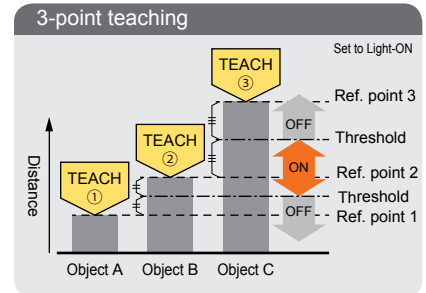 3-point teaching
Set to Light-ON
TEACH
③
Ref. point 3
OFF
TEACH
②
Threshold
ON
TEACH
①
Ref. point 2
Threshold
OFF
Ref. point 1
Distance
Object A
Object B
Object C